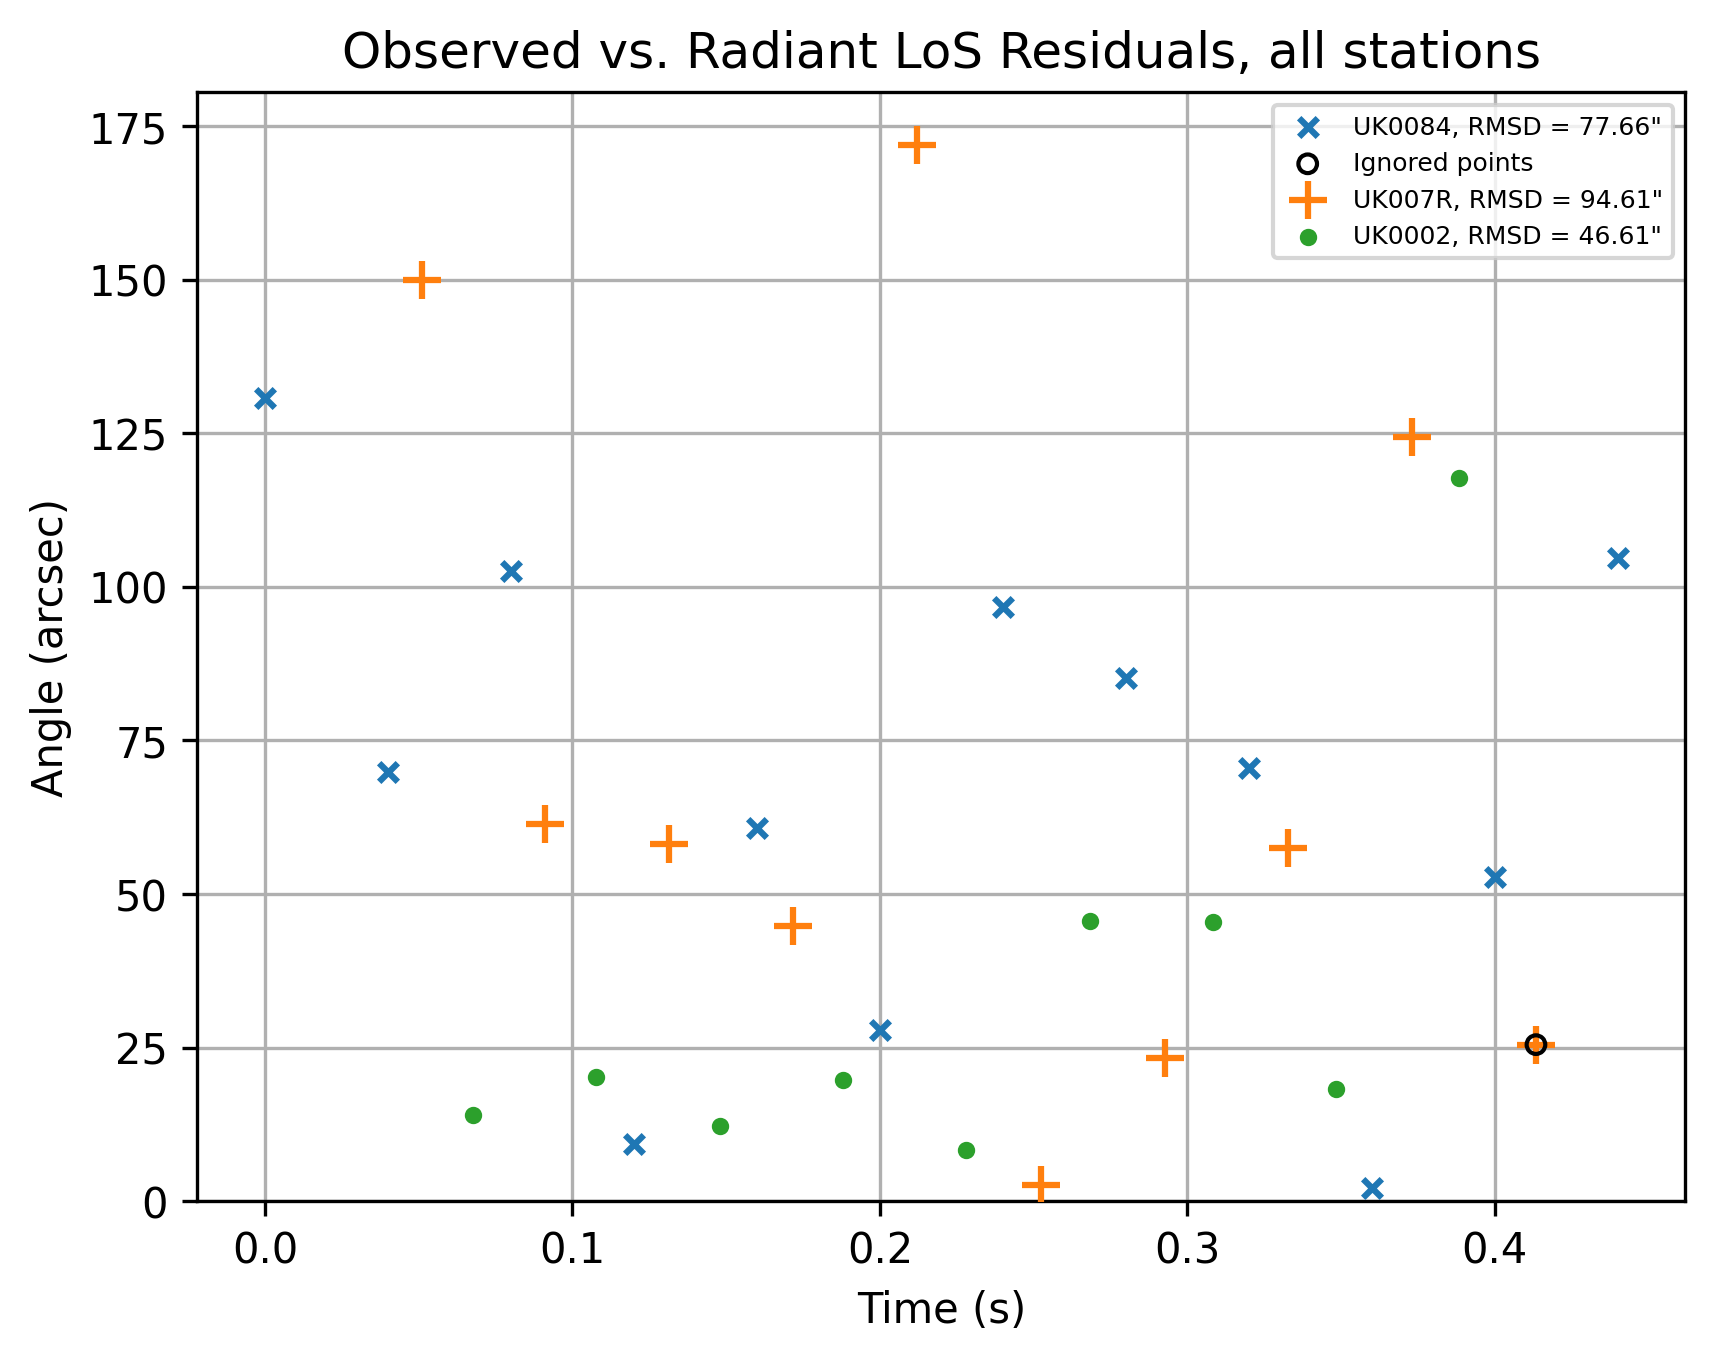 Observed vs. Radiant LoS Residuals, all stations
UK0084, RMSD = 77.66"
Ignored points
UK007R, RMSD = 94.61"
UK0002, RMSD = 46.61"
Angle (arcsec)
175
150
125
100
75
50
25
0
0.0 0.1 0.2 0.3 0.4
Time (s)